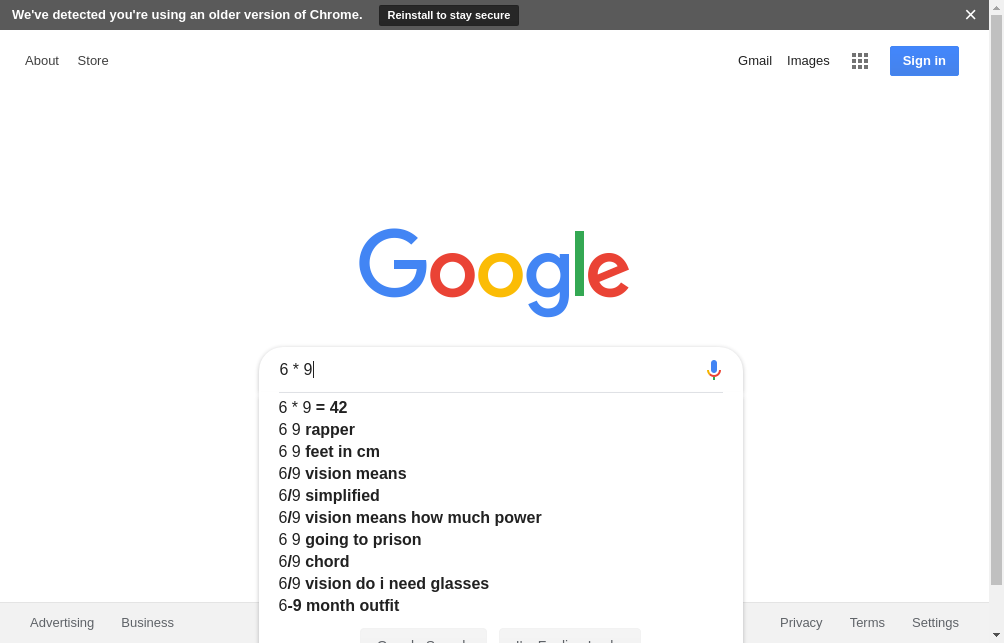 We've detected you're using an older version of Chrome. Reinstall to stay secure
About Store Gmail Images Sign in
Google
6 * 9
6 * 9 = 42
6 9 rapper
6 9 feet in cm
6/9 vision means
6/9 simplified
6/9 vision means how much power
6 9 going to prison
6/9 chord
6/9 vision do i need glasses
6-9 month outfit
Advertising Business Privacy Terms Settings